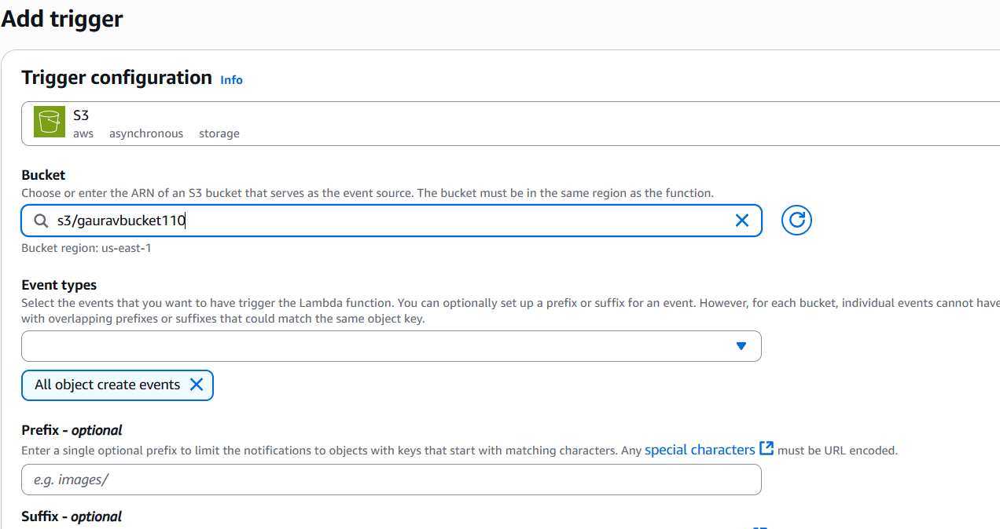 Add trigger
Trigger configuration Info
S3
aws asynchronous storage
Bucket
Choose or enter the ARN of an S3 bucket that serves as the event source. The bucket must be in the same region as the function.
s3/gauravbucket110
Bucket region: us-east-1
Event types
Select the events that you want to have trigger the Lambda function. You can optionally set up a prefix or suffix for an event. However, for each bucket, individual events cannot have
with overlapping prefixes or suffixes that could match the same object key.
All object create events
Prefix - optional
Enter a single optional prefix to limit the notifications to objects with keys that start with matching characters. Any special characters must be URL encoded.
e.g. images/
Suffix - optional